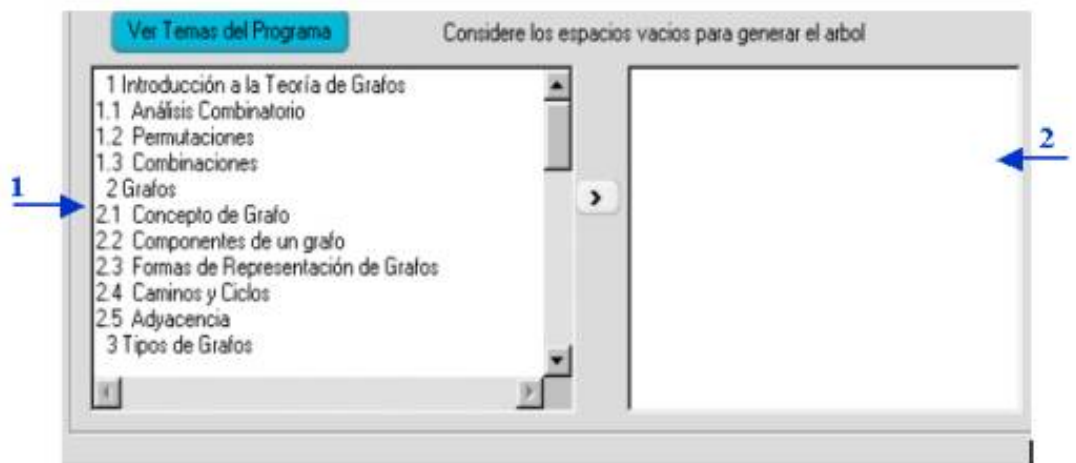 Ver Temas del Programa
Considere los espacios vacios para generar el arbol
1 Introducción a la Teoría de Grafos
1.1 Análisis Combinatorio
1.2 Permutaciones
1.3 Combinaciones
2 Grafos
2.1 Concepto de Grafo
2.2 Componentes de un grafo
2.3 Formas de Representación de Grafos
2.4 Caminos y Ciclos
2.5 Adyacencia
3 Tipos de Grafos
1
>
2